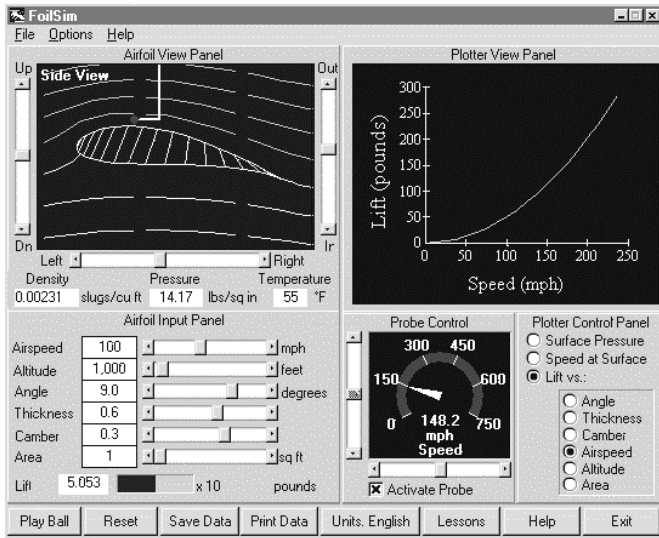 FoilSim
File Options Help
Airfoil View Panel
Up
Side View
Out
Dn
Ir
Left
Right
Density
Pressure
Temperature
0.00231 slugs/cu ft 14.17 lbs/sq in 55 °F
Plotter View Panel
Lift (pounds)
300
250
200
150
100
50
0
0 50 100 150 200 250
Speed (mph)
Airfoil Input Panel
Airspeed 100 mph
Altitude 1,000 feet
Angle 9.0 degrees
Thickness 0.6
Camber 0.3
Area 1 sq ft
Lift 5.053 x 10 pounds
Probe Control
300 450
150 600
0 750
148.2
mph
Speed
Activate Probe
Plotter Control Panel
Surface Pressure
Speed at Surface
Lift vs.:
Angle
Thickness
Camber
Airspeed
Altitude
Area
Play Ball Reset Save Data Print Data Units. English Lessons Help Exit